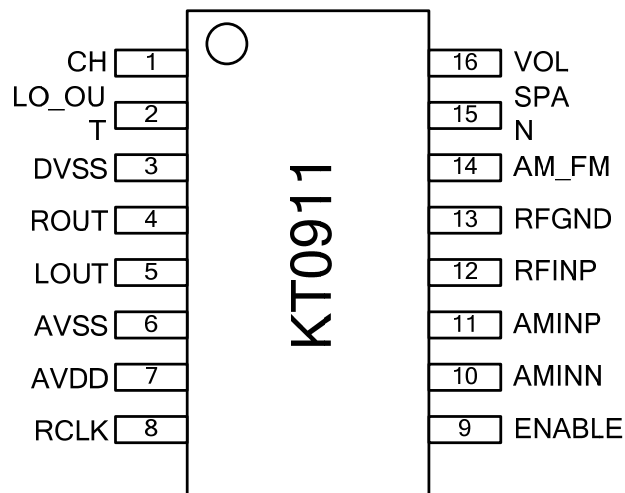 CH 1
LO_OU
T 2
DVSS 3
ROUT 4
LOUT 5
AVSS 6
AVDD 7
RCLK 8
KT0911
16 VOL
15 SPA
N
14 AM_FM
13 RFGND
12 RFINP
11 AMINP
10 AMINN
9 ENABLE